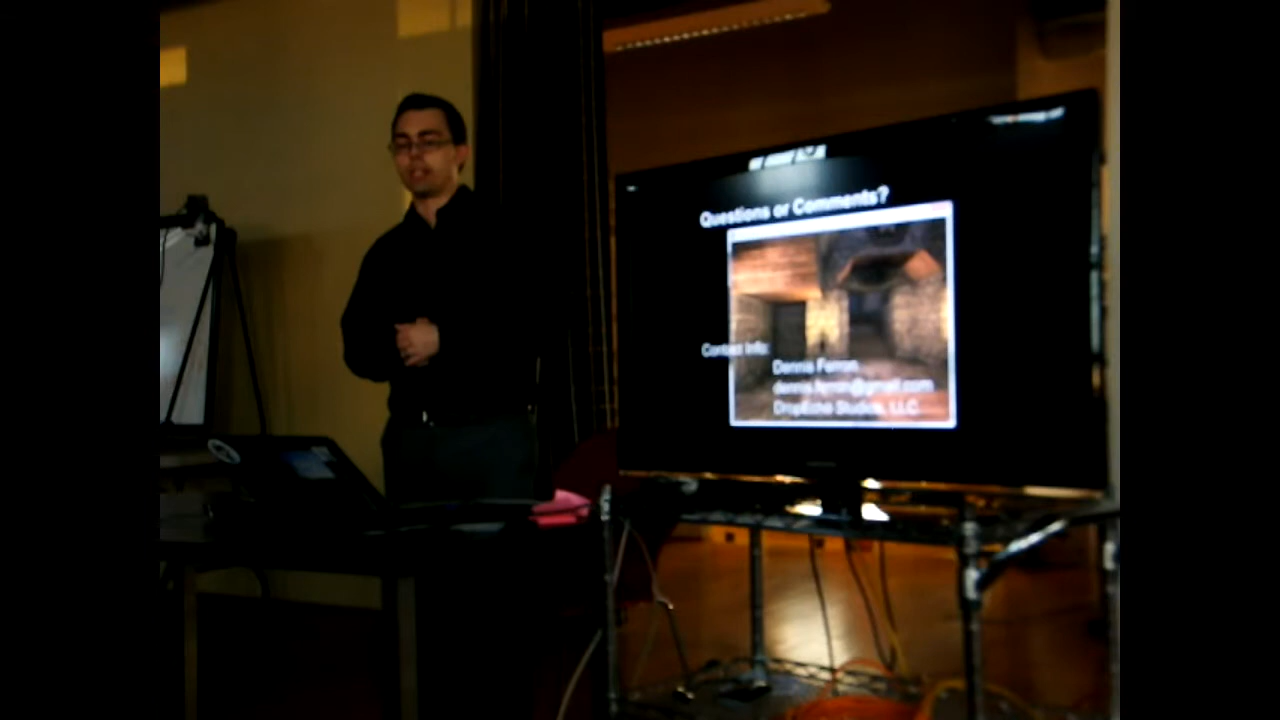 Questions or Comments?
Contact Info:
Dennis Ferron
dennis.ferron@gmail.com
DropEcho Studios, LLC